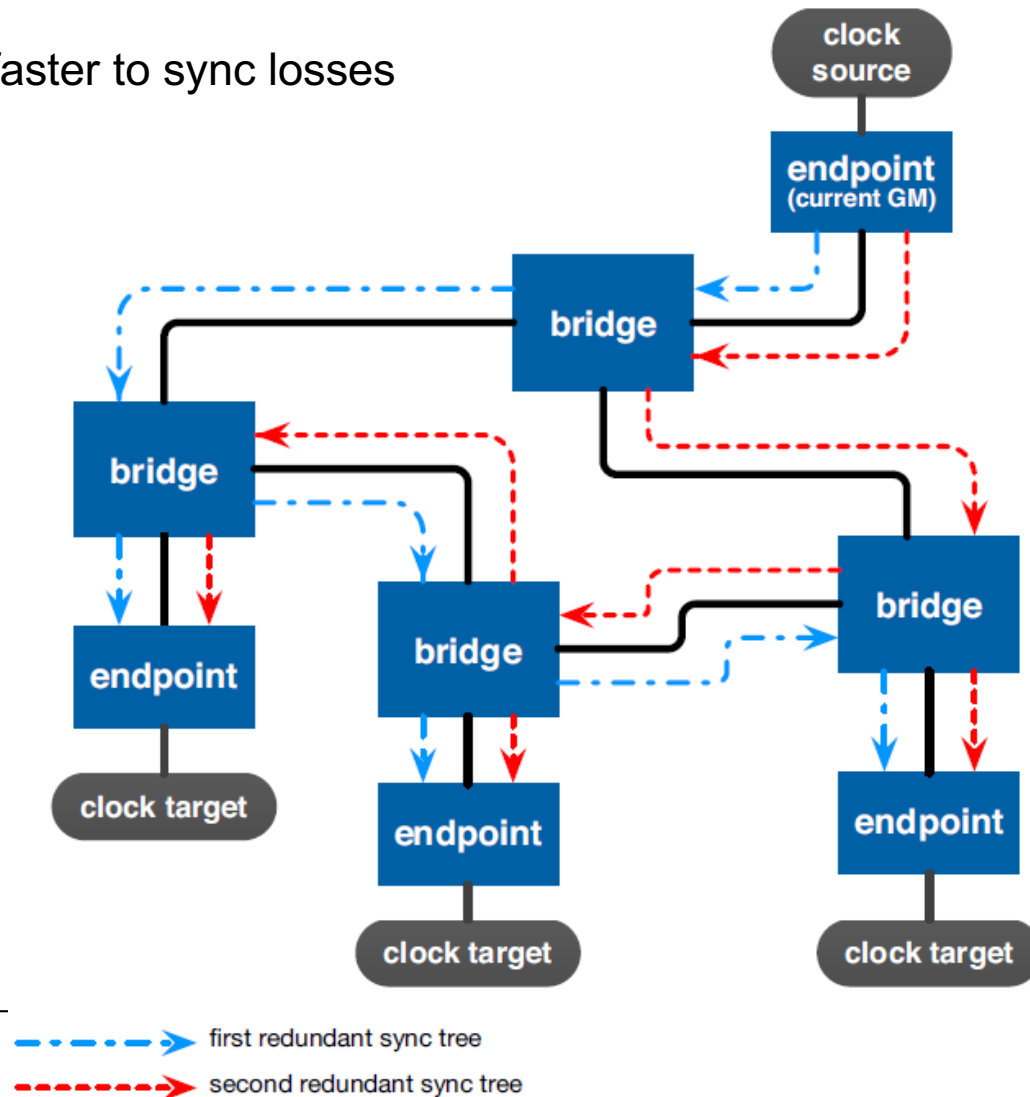 faster to sync losses
clock
source
endpoint
(current GM)
bridge
bridge
bridge
bridge
endpoint
clock target
endpoint
clock target
endpoint
clock target
first redundant sync tree
second redundant sync tree